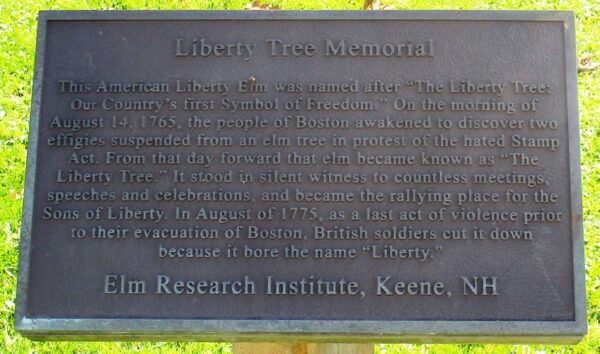 Liberty Tree Memorial
This American Liberty Elm was named after "The Liberty Tree:
Our Country's first Symbol of Freedom." On the morning of
August 14, 1765, the people of Boston awakened to discover two
effigies suspended from an elm tree in protest of the hated Stamp
Act. From that day forward that elm became known as "The
Liberty Tree." It stood in silent witness to countless meetings,
speeches and celebrations, and became the rallying place for the
Sons of Liberty. In August of 1775, as a last act of violence prior
to their evacuation of Boston, British soldiers cut it down
because it bore the name "Liberty."
Elm Research Institute, Keene, NH